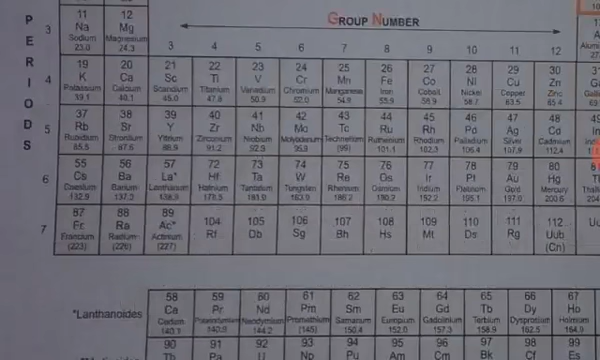 GROUP NUMBER
PERIODS
11 12
3 Na Mg
Sodium Magnesium 3 4 5 6 7 8 9 10 11 12
23.0 24.3
19 20 21 22 23 24 25 26 27 28 29 30
4 K Ca Sc Ti V Cr Mn Fe Co Ni Cu Zn
Potassium Calcium Scandium Titanium Vanadium Chromium Manganese Iron Cobalt Nickel Copper Zinc
39.1 40.1 45.0 47.8 50.9 52.0 54.9 55.9 58.9 58.7 63.5 65.4
37 38 39 40 41 42 43 44 45 46 47 48
5 Rb Sr Y Zr Nb Mo Tc Ru Rh Pd Ag Cd
Rubidium Strontium Yttrium Zirconium Niobium Molybdenum Technetium Ruthenium Rhodium Palladium Silver Cadmium
85.5 87.6 88.9 91.2 92.9 95.9 (99) 101.1 102.9 106.4 107.9 112.4
55 56 57 72 73 74 75 76 77 78 79 80
6 Cs Ba La* Hf Ta W Re Os Ir Pt Au Hg
Caesium Barium Lanthanum Hafnium Tantalum Tungsten Rhenium Osmium Iridium Platinum Gold Mercury
132.9 137.3 138.9 178.5 181.0 183.9 186.2 190.2 192.2 195.1 197.0 200.6
87 88 89 104 105 106 107 108 109 110 111 112
7 Fr Ra Ac* Rf Db Sg Bh Hs Mt Ds Rg Uub
Francium Radium Actinium (Cn)
(223) (226) (227)
58 59 60 61 62 63 64 65 66 67
*Lanthanoides Ce Pr Nd Pm Sm Eu Gd Tb Dy Ho
Cerium Praseodymium Neodymium Promethium Samarium Europium Gadolinium Terbium Dysprosium Holmium
140.1 140.9 144.2 (145) 150.4 152.0 157.3 158.9 162.5 164.9
90 91 92 93 94 95 96 97 98 99
Th Pa U Np Pu Am Cm Bk Cf Es